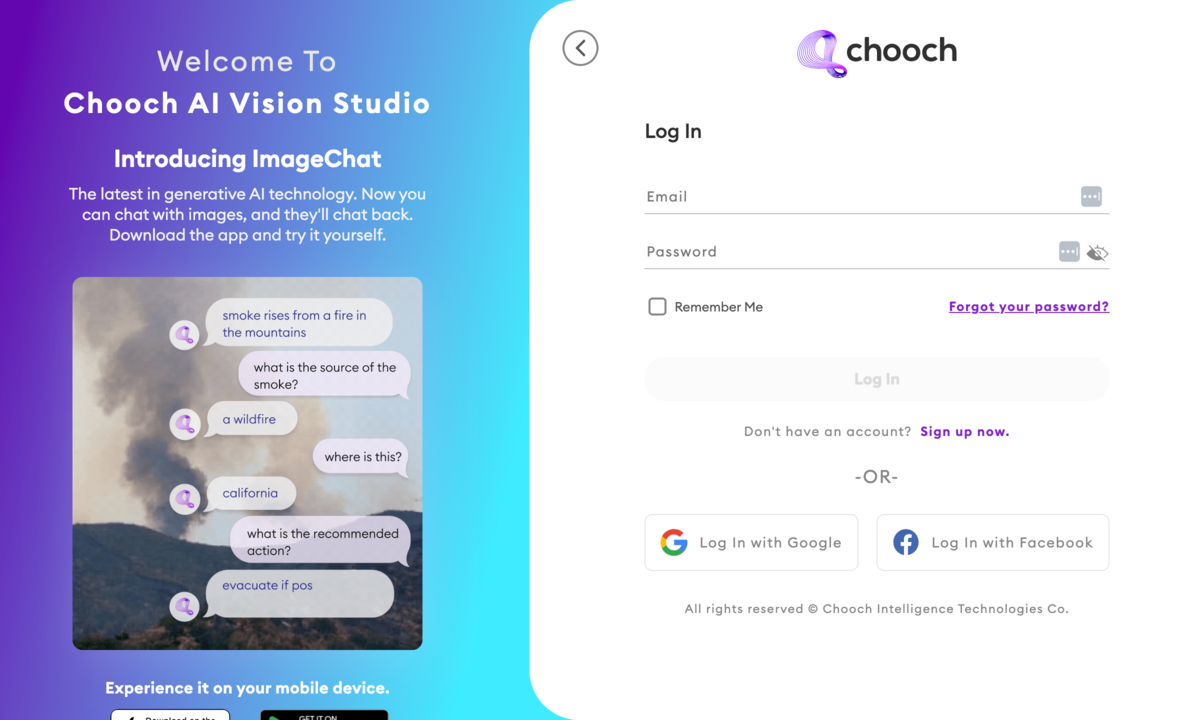 Welcome To
Chooch AI Vision Studio
Introducing ImageChat
The latest in generative AI technology. Now you
can chat with images, and they'll chat back.
Download the app and try it yourself.
smoke rises from a fire in
the mountains
what is the source of the
smoke?
a wildfire
where is this?
california
what is the recommended
action?
evacuate if pos
Experience it on your mobile device.
Download on the
GET IT ON
chooch
Log In
Email
Password
Remember Me
Forgot your password?
Log In
Don't have an account? Sign up now.
-OR-
Log In with Google
Log In with Facebook
All rights reserved © Chooch Intelligence Technologies Co.